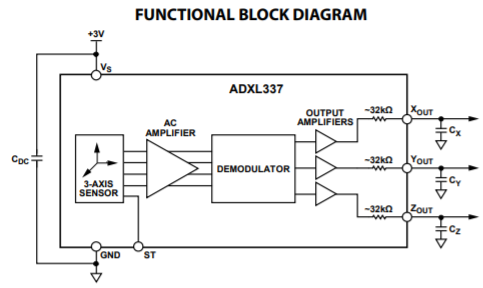 FUNCTIONAL BLOCK DIAGRAM
+3V
VS
ADXL337
OUTPUT
AMPLIFIERS
~32kΩ
XOUT
CX
AC
AMPLIFIER
CDC
3-AXIS
SENSOR
DEMODULATOR
~32kΩ
YOUT
CY
~32kΩ
ZOUT
CZ
GND
ST